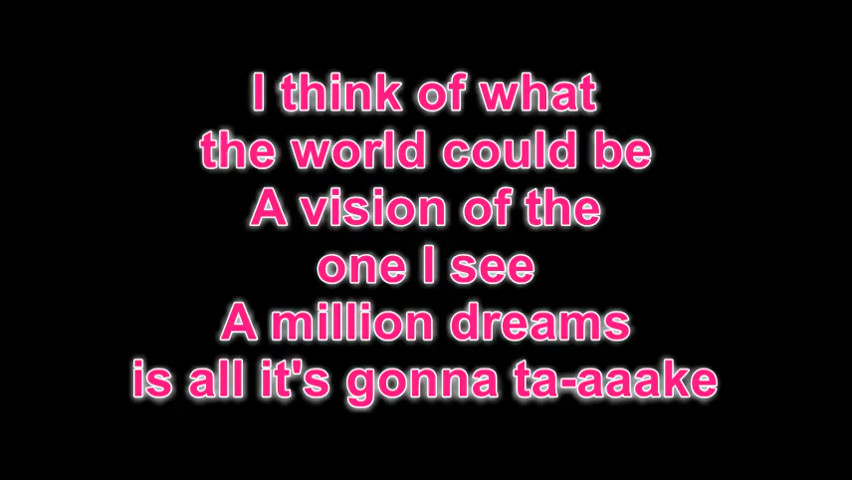 I think of what
the world could be
A vision of the
one I see
A million dreams
is all it's gonna ta-aaake